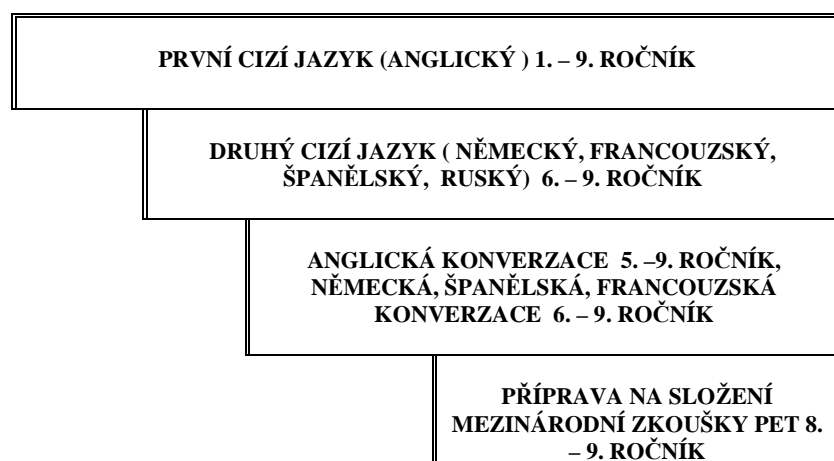 PRVNÍ CIZÍ JAZYK (ANGLICKÝ ) 1. – 9. ROČNÍK
DRUHÝ CIZÍ JAZYK ( NĚMECKÝ, FRANCOUZSKÝ,
ŠPANĚLSKÝ, RUSKÝ) 6. – 9. ROČNÍK
ANGLICKÁ KONVERZACE 5. –9. ROČNÍK,
NĚMECKÁ, ŠPANĚLSKÁ, FRANCOUZSKÁ
KONVERZACE 6. – 9. ROČNÍK
PŘÍPRAVA NA SLOŽENÍ
MEZINÁRODNÍ ZKOUŠKY PET 8.
– 9. ROČNÍK